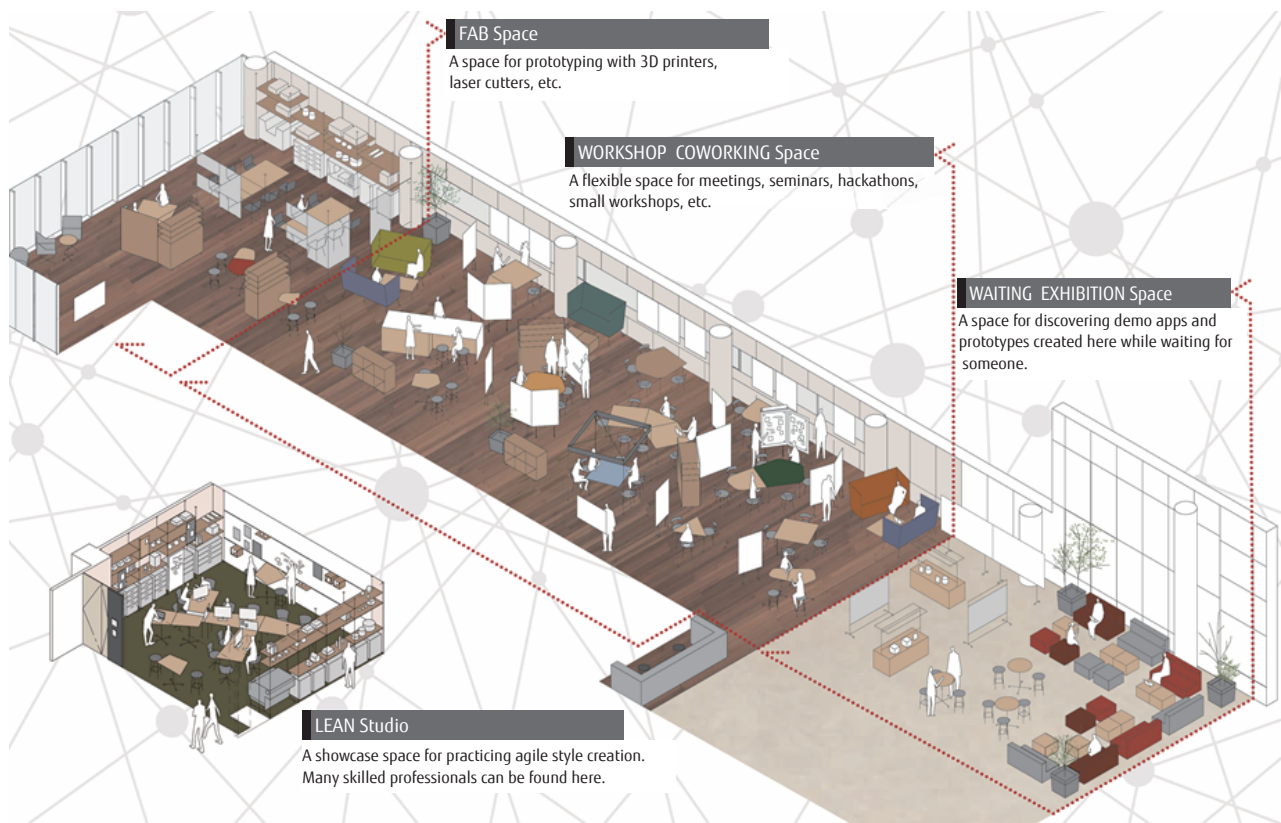 FAB Space
A space for prototyping with 3D printers,
laser cutters, etc.
WORKSHOP COWORKING Space
A flexible space for meetings, seminars, hackathons,
small workshops, etc.
WAITING EXHIBITION Space
A space for discovering demo apps and
prototypes created here while waiting for
someone.
LEAN Studio
A showcase space for practicing agile style creation.
Many skilled professionals can be found here.